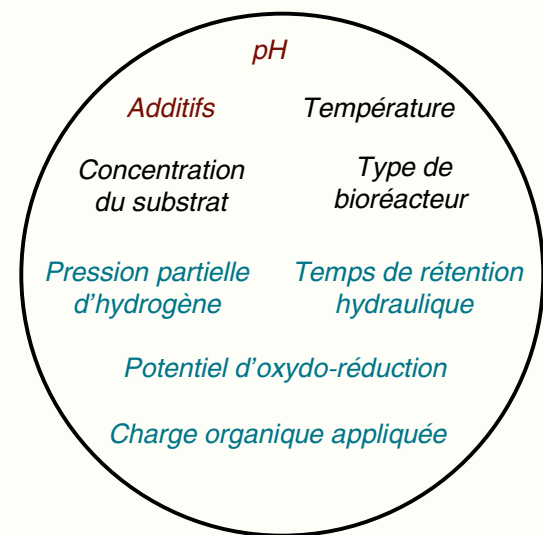 pH
Additifs
Température
Concentration
du substrat
Type de
bioréacteur
Pression partielle
d’hydrogène
Temps de rétention
hydraulique
Potentiel d’oxydo-réduction
Charge organique appliquée